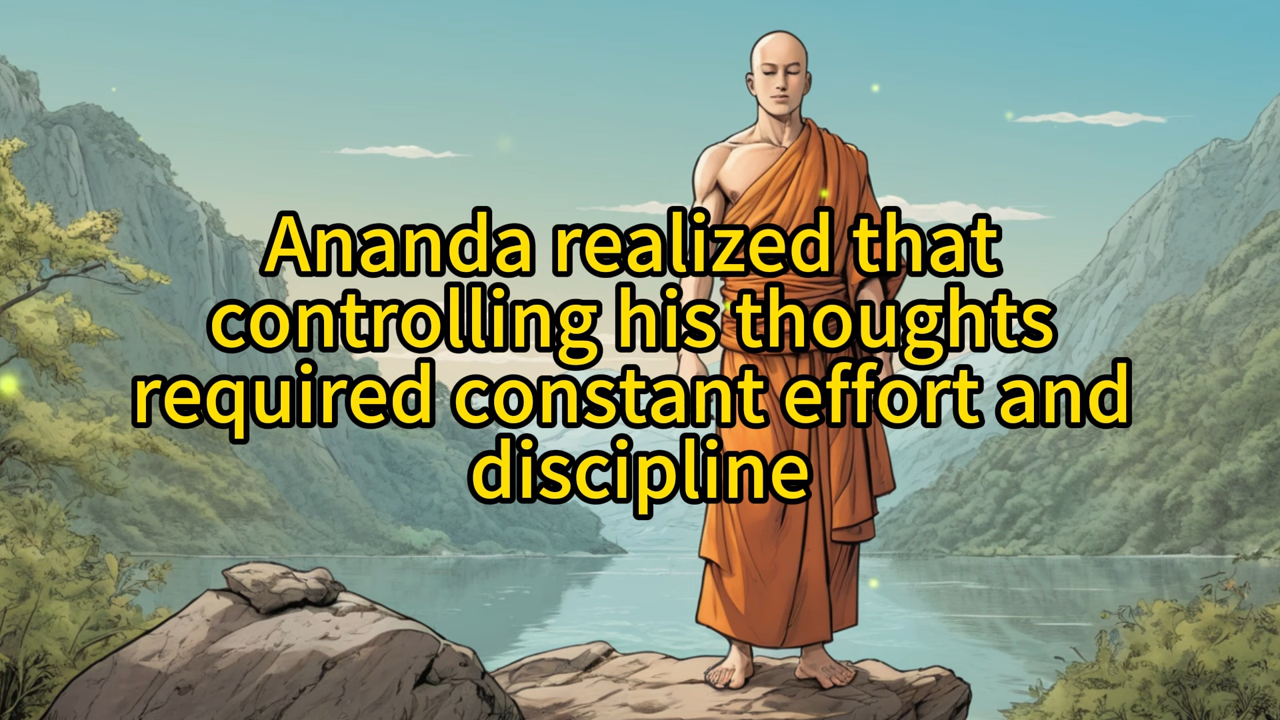 Ananda realized that
controlling his thoughts
required constant effort and
discipline